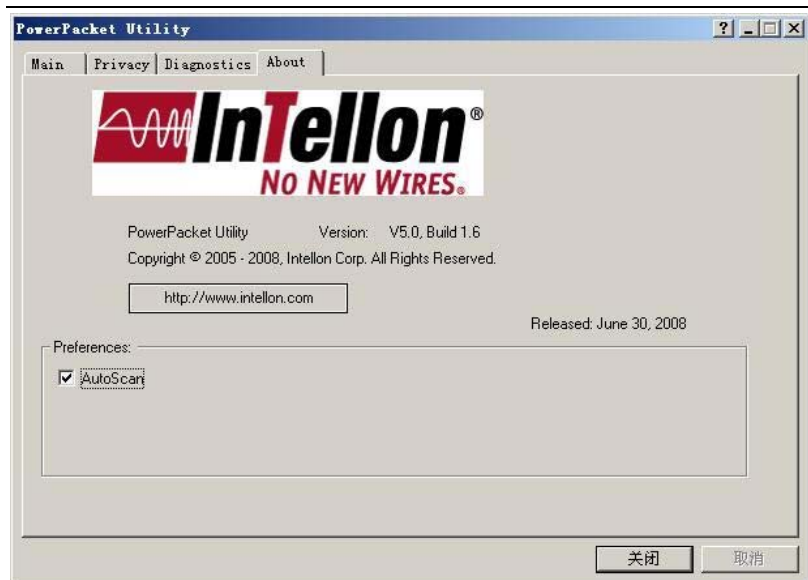 PowerPacket Utility
Main Privacy Diagnostics About
InTellon®
NO NEW WIRES®
PowerPacket Utility Version: V5.0, Build 1.6
Copyright © 2005 - 2008, Intellon Corp. All Rights Reserved.
http://www.intellon.com
Released: June 30, 2008
Preferences:
AutoScan
关闭 取消